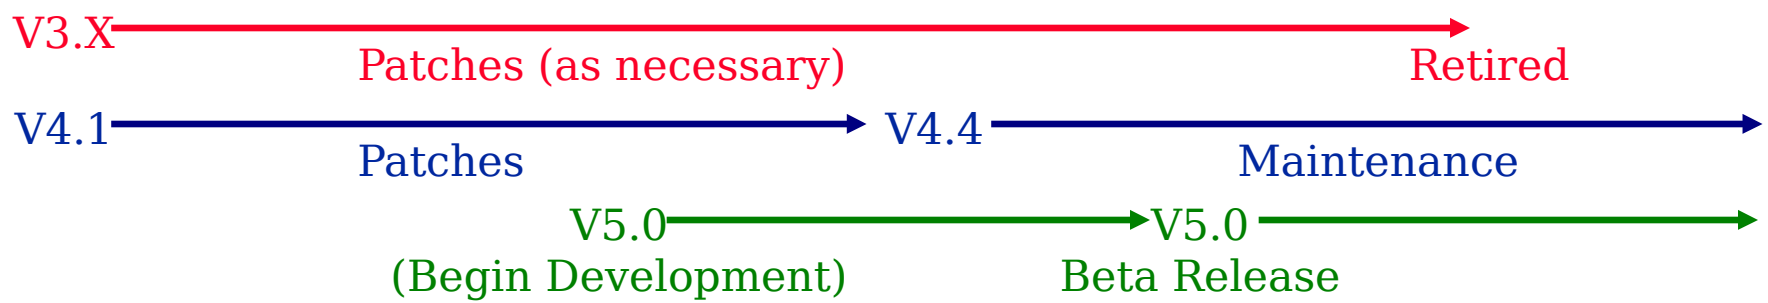 V3.X
Patches (as necessary) Retired
V4.1 V4.4
Patches Maintenance
V5.0 V5.0
(Begin Development) Beta Release